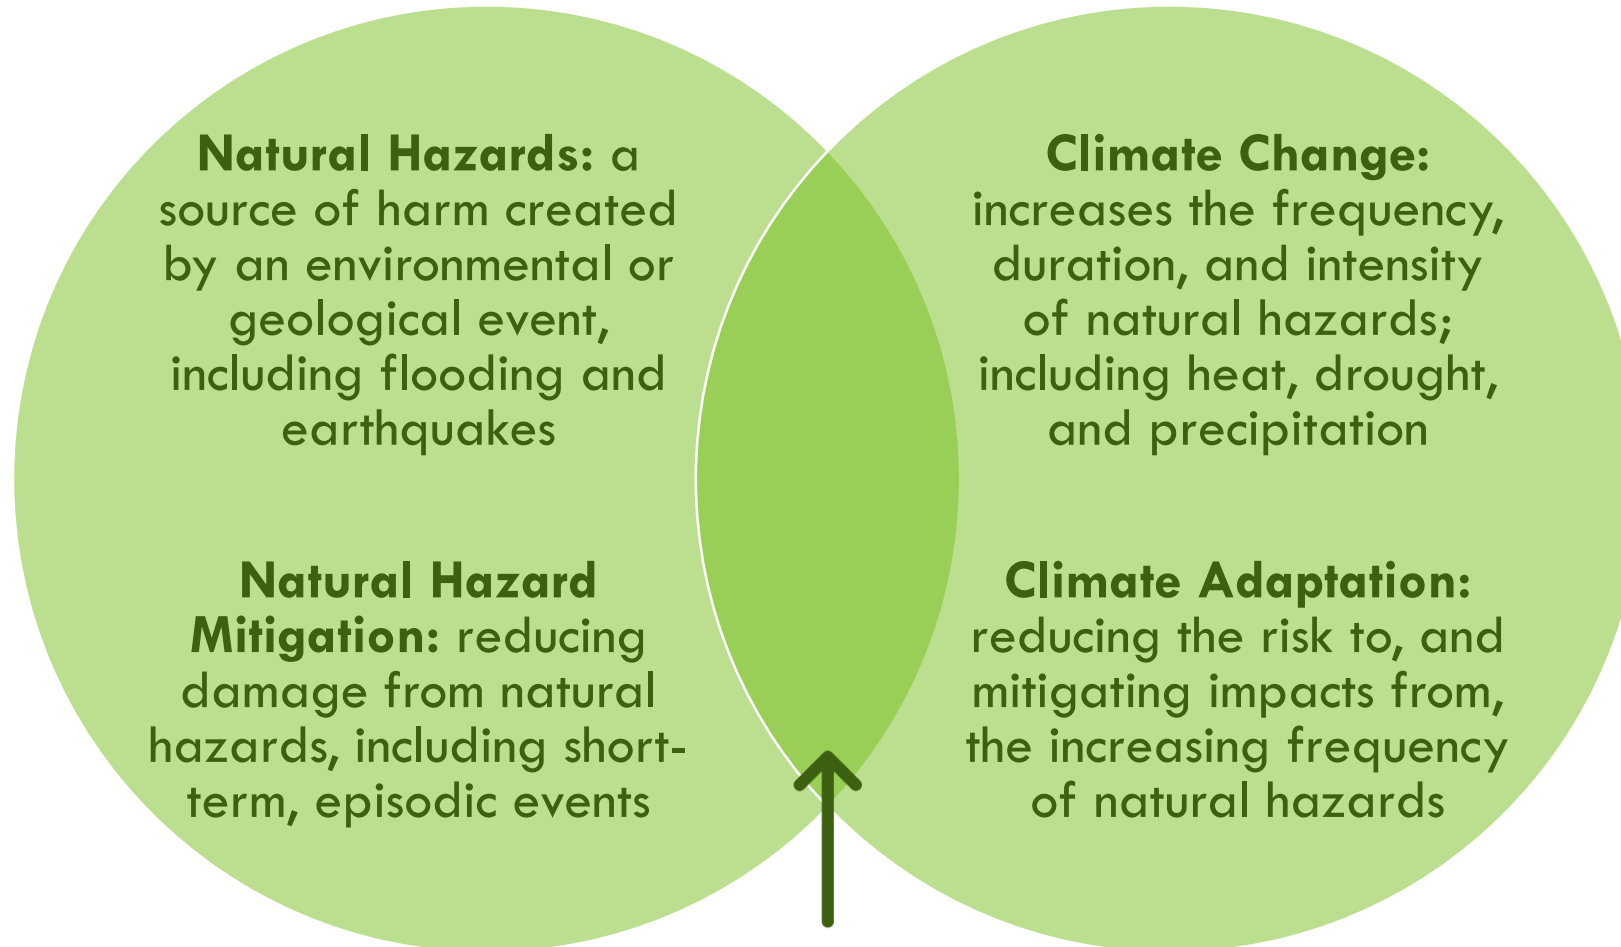 Natural Hazards: a
source of harm created
by an environmental or
geological event,
including flooding and
earthquakes
Natural Hazard
Mitigation: reducing
damage from natural
hazards, including short-
term, episodic events
Climate Change:
increases the frequency,
duration, and intensity
of natural hazards;
including heat, drought,
and precipitation
Climate Adaptation:
reducing the risk to, and
mitigating impacts from,
the increasing frequency
of natural hazards